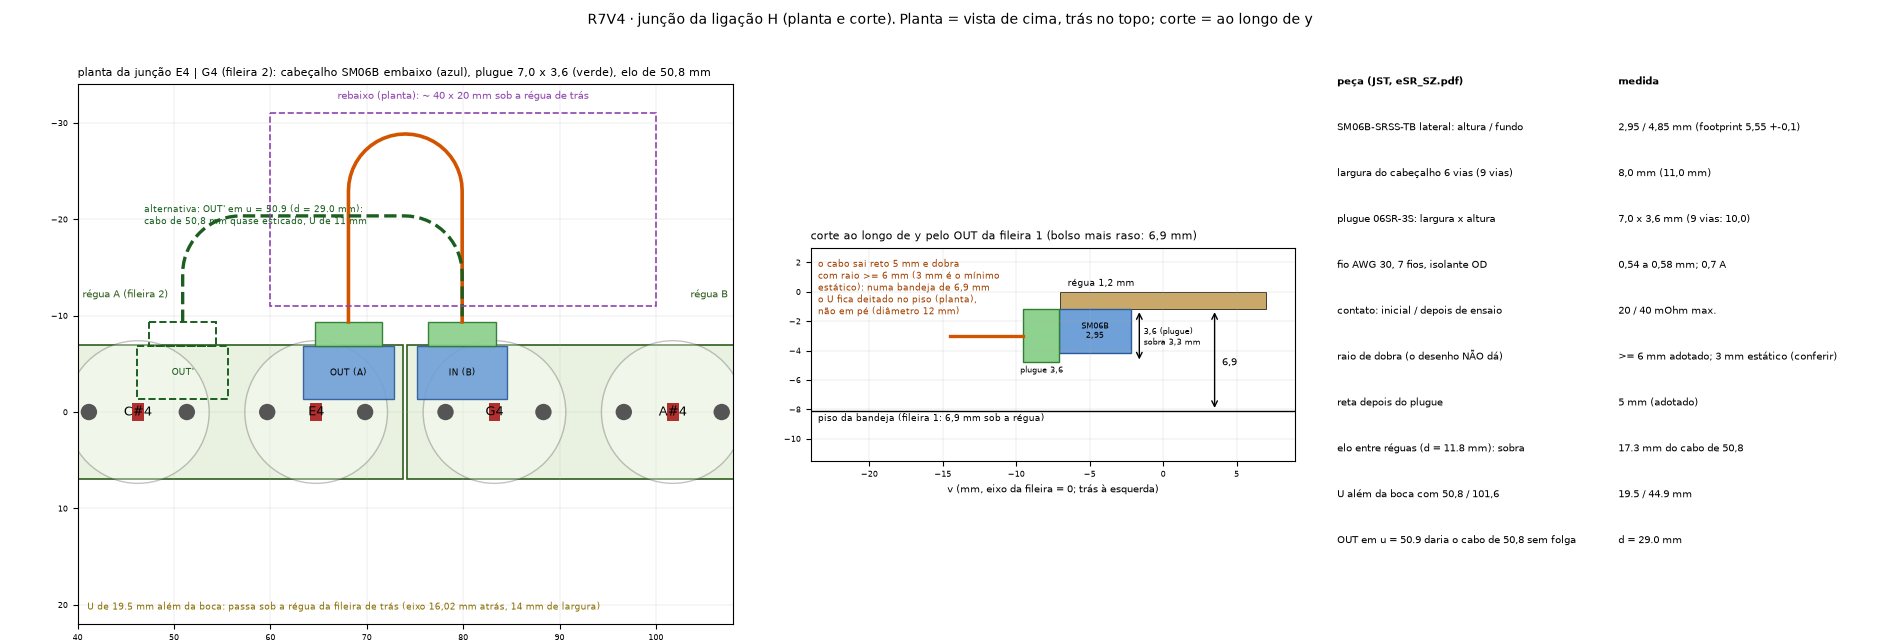 R7V4 · junção da ligação H (planta e corte). Planta = vista de cima, trás no topo; corte = ao longo de y
planta da junção E4 | G4 (fileira 2): cabeçalho SM06B embaixo (azul), plugue 7,0 x 3,6 (verde), elo de 50,8 mm
rebaixo (planta): ~ 40 x 20 mm sob a régua de trás
−30
alternativa: OUT' em u = 50.9 (d = 29.0 mm):
cabo de 50,8 mm quase esticado, U de 11 mm
−20
régua A (fileira 2)
régua B
−10
OUT'
OUT (A)
IN (B)
0
C#4
E4
G4
A#4
10
20
U de 19.5 mm além da boca: passa sob a régua da fileira de trás (eixo 16,02 mm atrás, 14 mm de largura)
40
50
60
70
80
90
100
corte ao longo de y pelo OUT da fileira 1 (bolso mais raso: 6,9 mm)
2
0
−2
−4
−6
−8
−10
o cabo sai reto 5 mm e dobra
com raio >= 6 mm (3 mm é o mínimo
estático): numa bandeja de 6,9 mm
o U fica deitado no piso (planta),
não em pé (diâmetro 12 mm)
régua 1,2 mm
SM06B
2,95
3,6 (plugue)
sobra 3,3 mm
6,9
plugue 3,6
piso da bandeja (fileira 1: 6,9 mm sob a régua)
−20
−15
−10
−5
0
5
v (mm, eixo da fileira = 0; trás à esquerda)
peça (JST, eSR_SZ.pdf) medida
SM06B-SRSS-TB lateral: altura / fundo 2,95 / 4,85 mm (footprint 5,55 +-0,1)
largura do cabeçalho 6 vias (9 vias) 8,0 mm (11,0 mm)
plugue 06SR-3S: largura x altura 7,0 x 3,6 mm (9 vias: 10,0)
fio AWG 30, 7 fios, isolante OD 0,54 a 0,58 mm; 0,7 A
contato: inicial / depois de ensaio 20 / 40 mOhm max.
raio de dobra (o desenho NÃO dá) >= 6 mm adotado; 3 mm estático (conferir)
reta depois do plugue 5 mm (adotado)
elo entre réguas (d = 11.8 mm): sobra 17.3 mm do cabo de 50,8
U além da boca com 50,8 / 101,6 19.5 / 44.9 mm
OUT em u = 50.9 daria o cabo de 50,8 sem folga d = 29.0 mm